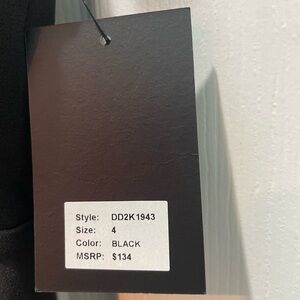 Style: DD2K1943
Size: 4
Color: BLACK
MSRP: $134